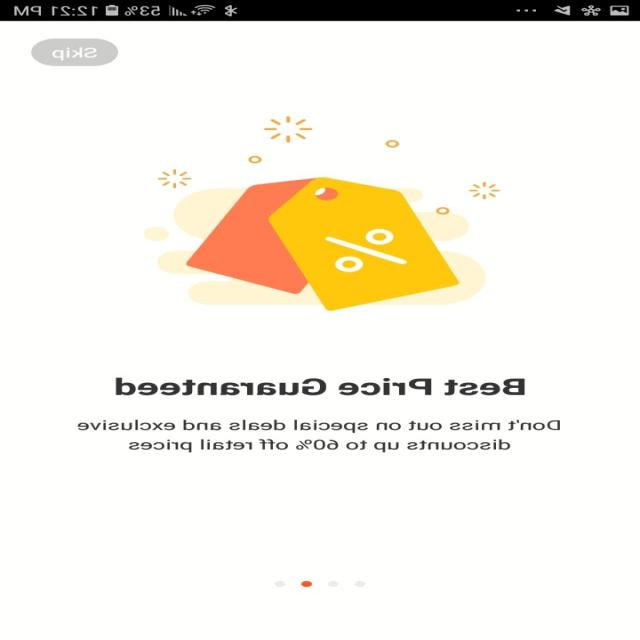 53% 12:21 PM
Skip
%
Best Price Guaranteed
Don't miss out on special deals and exclusive
discounts up to 60% off retail prices